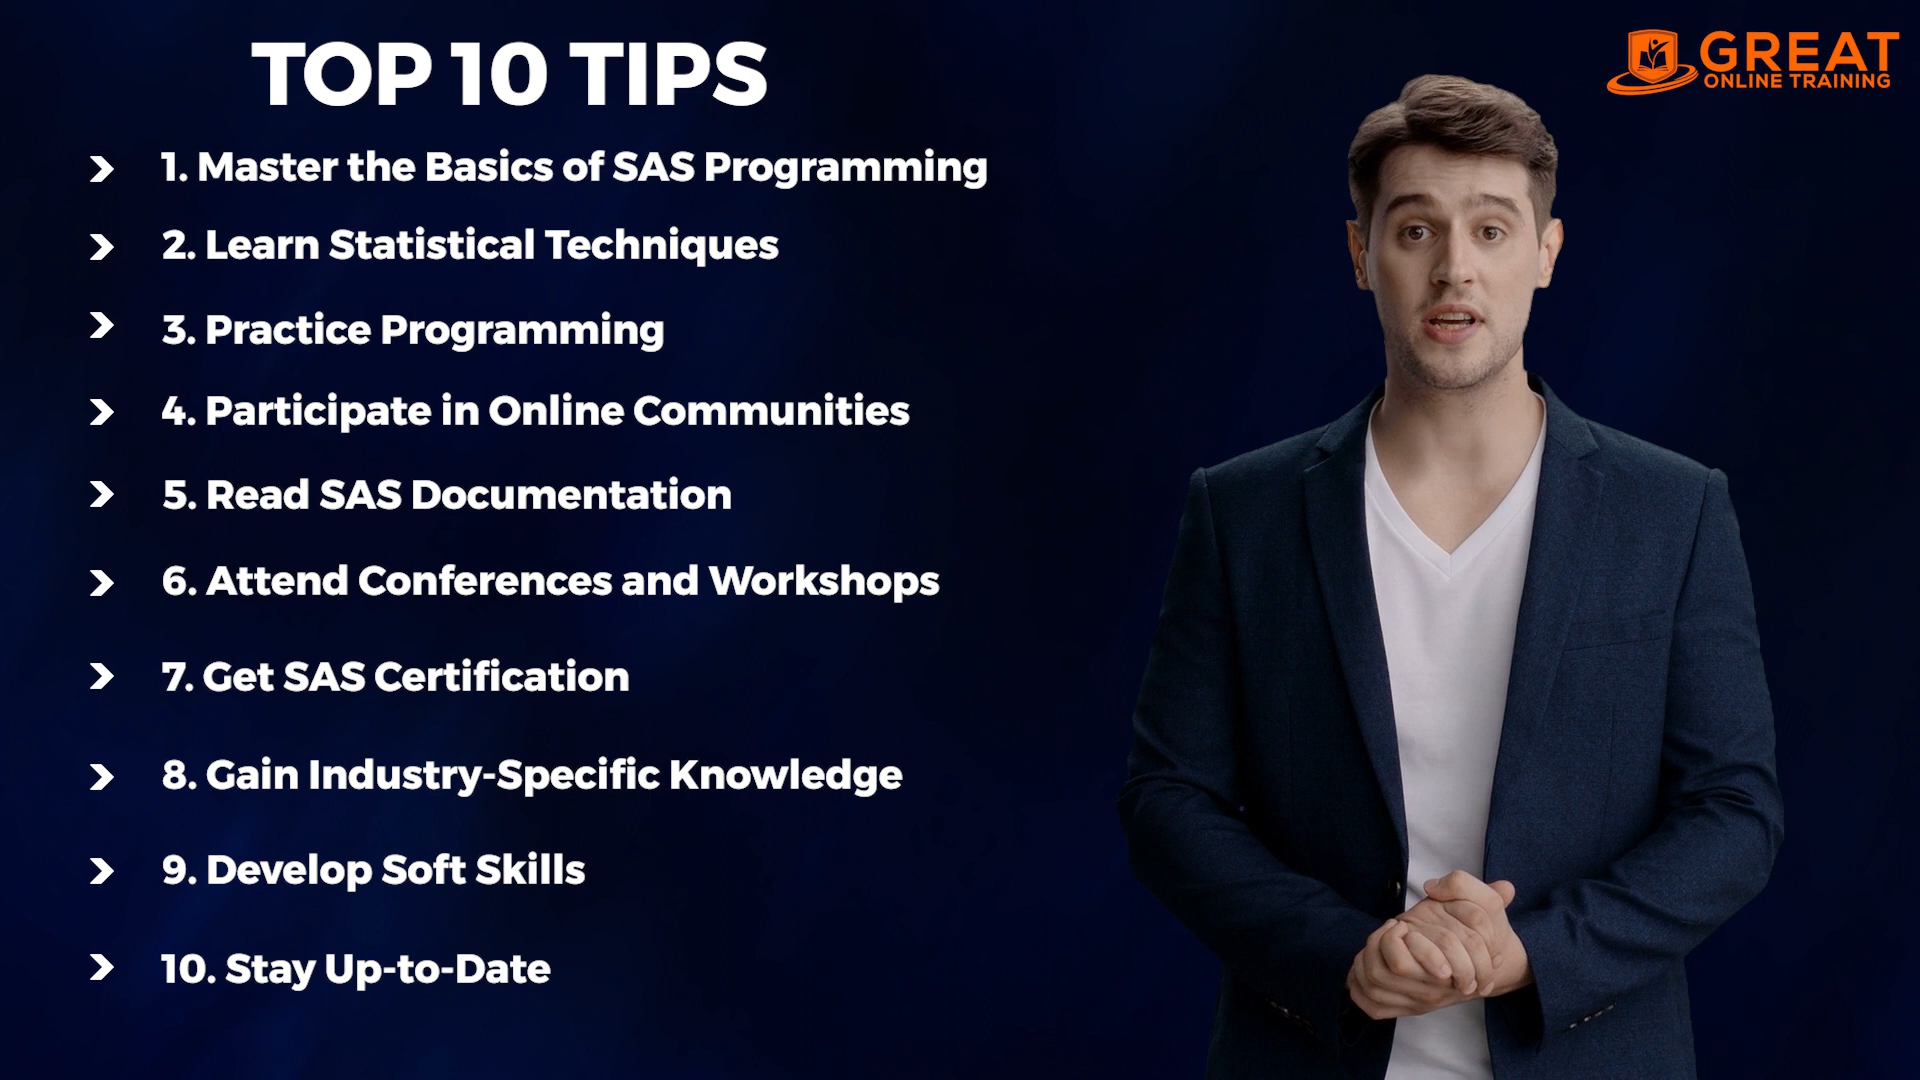 TOP 10 TIPS
1. Master the Basics of SAS Programming
2. Learn Statistical Techniques
3. Practice Programming
4. Participate in Online Communities
5. Read SAS Documentation
6. Attend Conferences and Workshops
7. Get SAS Certification
8. Gain Industry-Specific Knowledge
9. Develop Soft Skills
10. Stay Up-to-Date
GREAT
ONLINE TRAINING